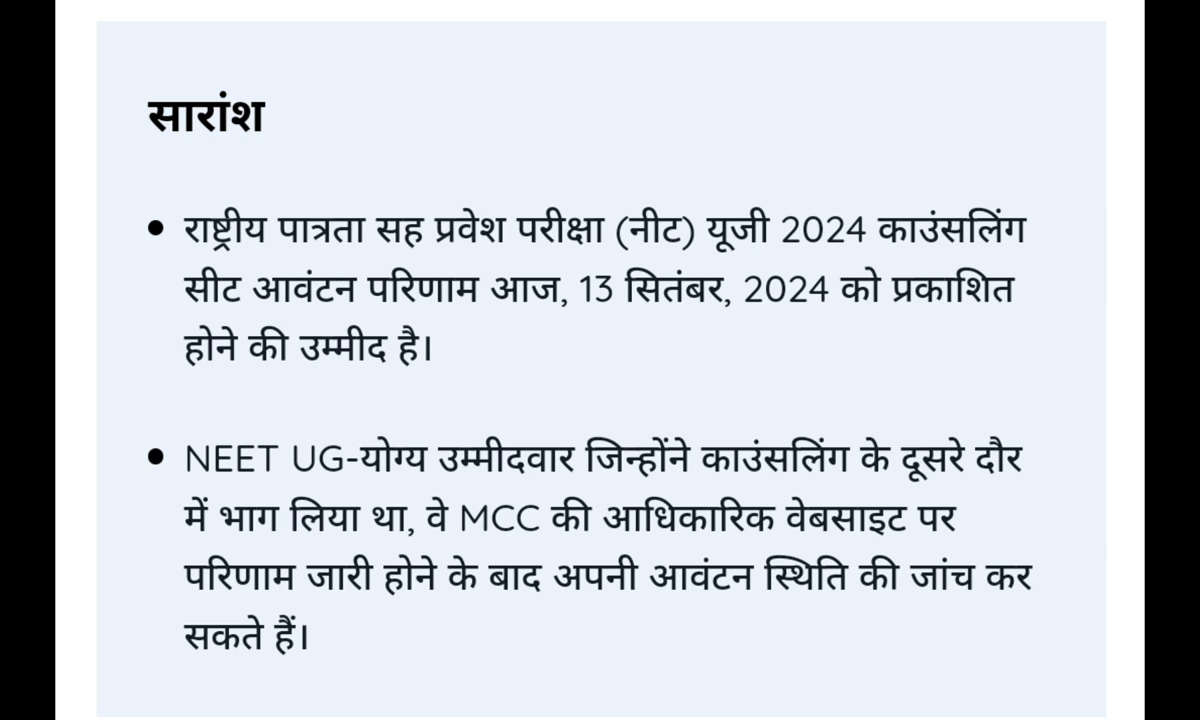 सारांश
• राष्ट्रीय पात्रता सह प्रवेश परीक्षा (नीट) यूजी 2024 काउंसलिंग
सीट आवंटन परिणाम आज, 13 सितंबर, 2024 को प्रकाशित
होने की उम्मीद है।
• NEET UG-योग्य उम्मीदवार जिन्होंने काउंसलिंग के दूसरे दौर
में भाग लिया था, वे MCC की आधिकारिक वेबसाइट पर
परिणाम जारी होने के बाद अपनी आवंटन स्थिति की जांच कर
सकते हैं।